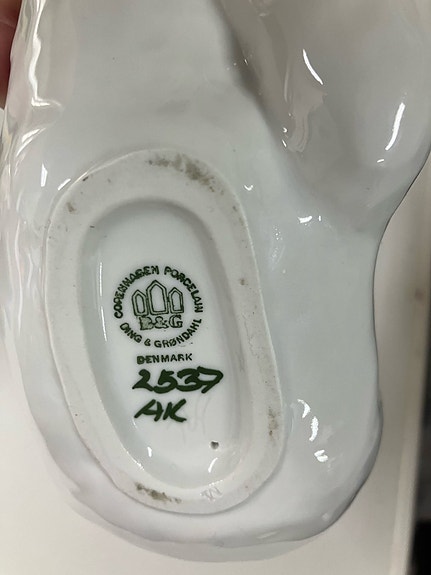 COPENHAGEN PORCELAIN
B&G
BING & GRØNDAHL
DENMARK
2537
AK